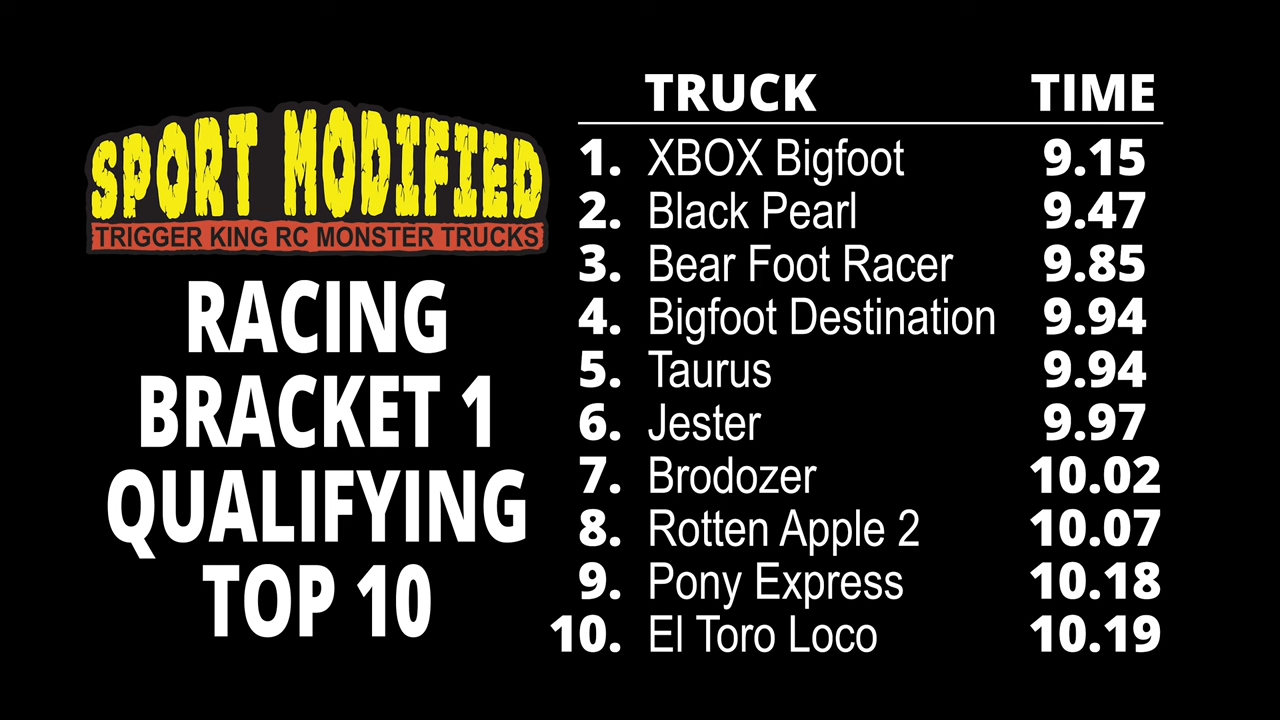 SPORT MODIFIED
TRIGGER KING RC MONSTER TRUCKS
RACING
BRACKET 1
QUALIFYING
TOP 10
TRUCK TIME
1. XBOX Bigfoot 9.15
2. Black Pearl 9.47
3. Bear Foot Racer 9.85
4. Bigfoot Destination 9.94
5. Taurus 9.94
6. Jester 9.97
7. Brodozer 10.02
8. Rotten Apple 2 10.07
9. Pony Express 10.18
10. El Toro Loco 10.19